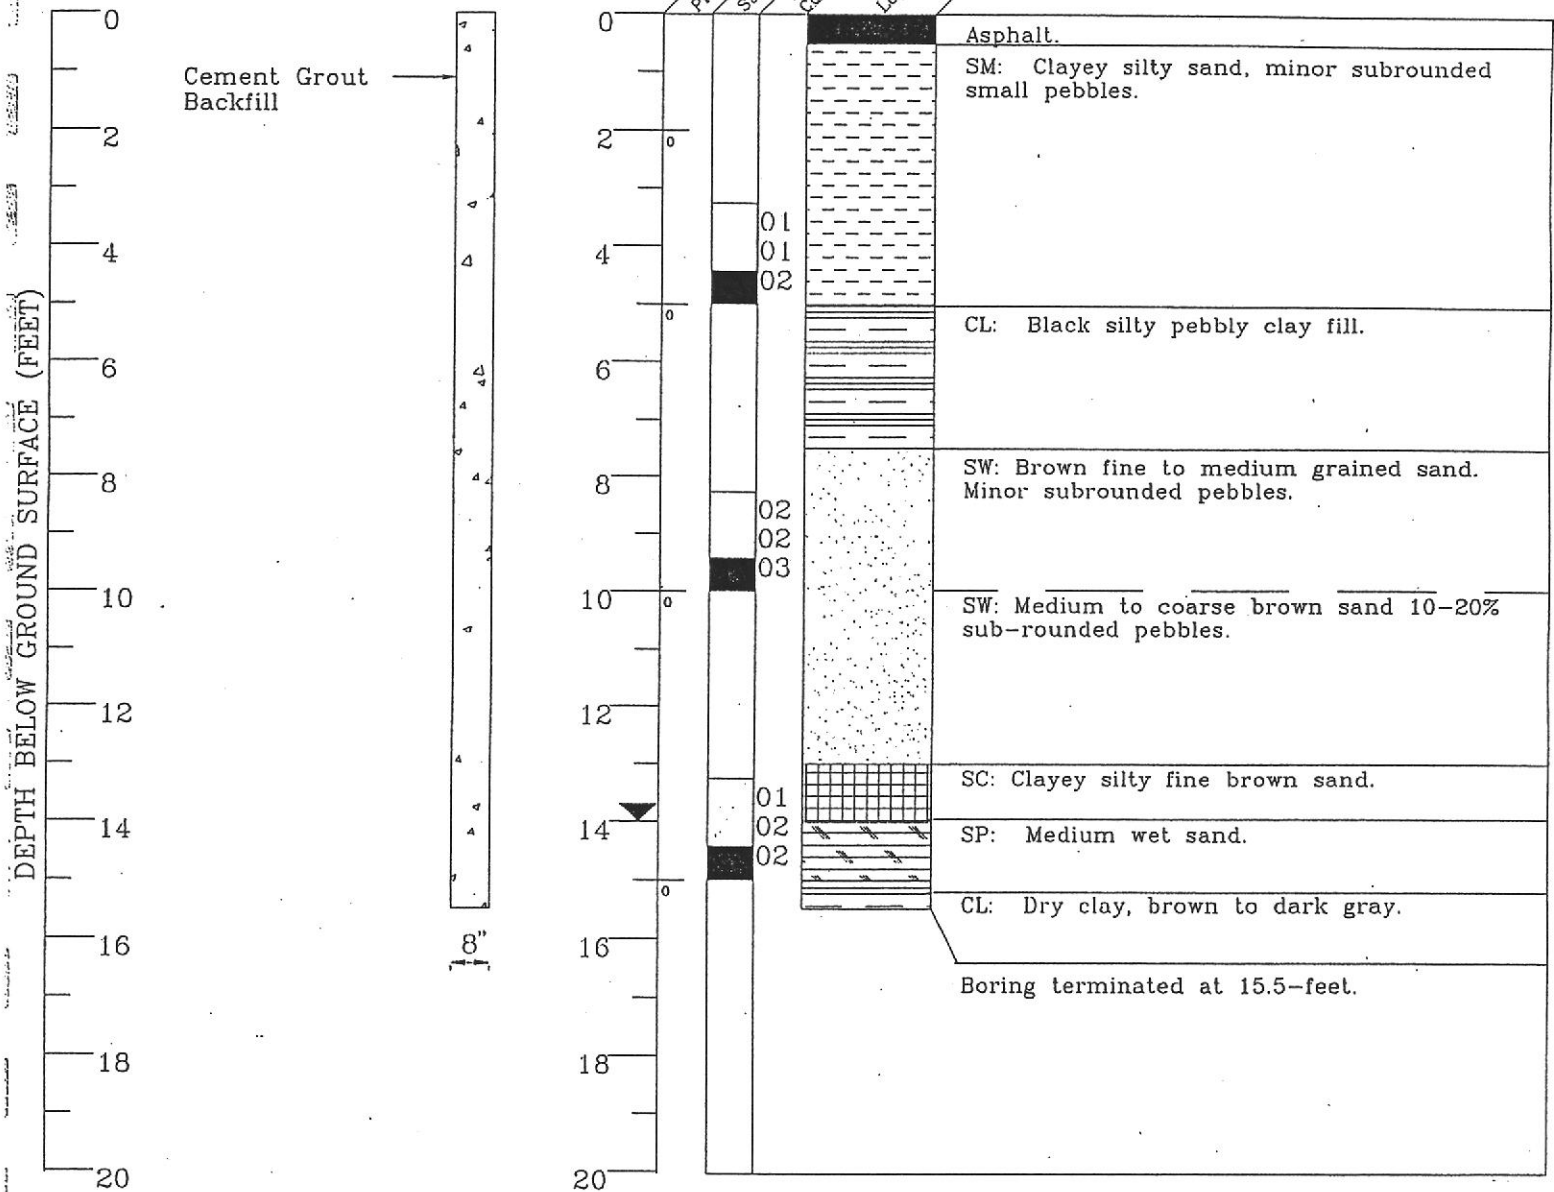 DEPTH BELOW GROUND SURFACE (FEET)
0
2
4
6
8
10
12
14
16
18
20
Cement Grout
Backfill
8"
0
2
4
6
8
10
12
14
16
18
20
0
0
0
0
01
01
02
02
02
03
01
02
02
Asphalt.
SM: Clayey silty sand, minor subrounded
small pebbles.
CL: Black silty pebbly clay fill.
SW: Brown fine to medium grained sand.
Minor subrounded pebbles.
SW: Medium to coarse brown sand 10-20%
sub-rounded pebbles.
SC: Clayey silty fine brown sand.
SP: Medium wet sand.
CL: Dry clay, brown to dark gray.
Boring terminated at 15.5-feet.